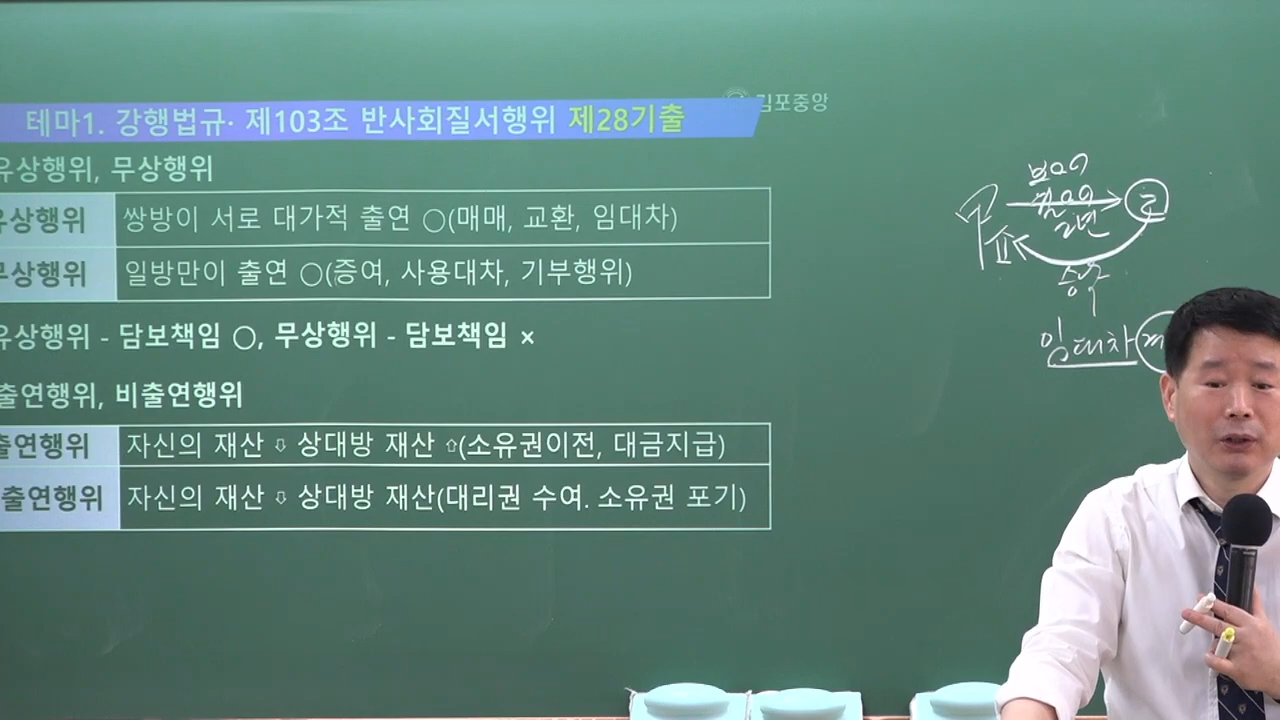 테마1. 강행법규· 제103조 반사회질서행위 제28기출
김포중앙
유상행위, 무상행위
유상행위 쌍방이 서로 대가적 출연 ○(매매, 교환, 임대차)
무상행위 일방만이 출연 ○(증여, 사용대차, 기부행위)
유상행위 - 담보책임 ○, 무상행위 - 담보책임 ×
출연행위, 비출연행위
출연행위 자신의 재산 ⇩ 상대방 재산 ⇧(소유권이전, 대금지급)
출연행위 자신의 재산 ⇩ 상대방 재산(대리권 수여. 소유권 포기)
2년
승수
임대차